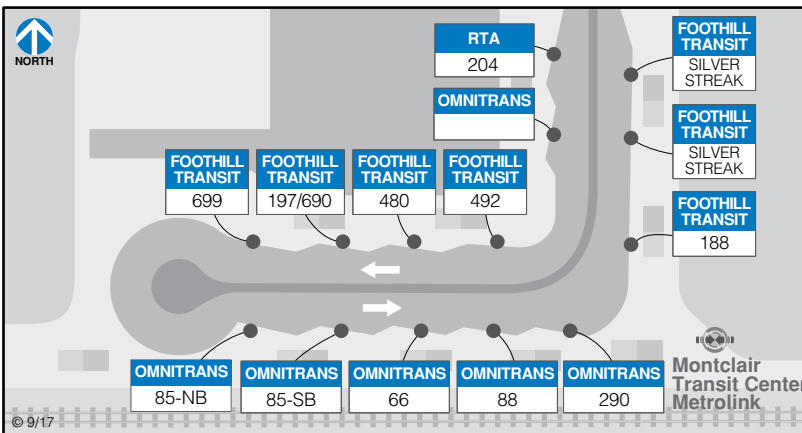 NORTH
RTA
204
OMNITRANS
FOOTHILL
TRANSIT
SILVER
STREAK
FOOTHILL
TRANSIT
SILVER
STREAK
FOOTHILL
TRANSIT
188
FOOTHILL
TRANSIT
699
FOOTHILL
TRANSIT
197/690
FOOTHILL
TRANSIT
480
FOOTHILL
TRANSIT
492
OMNITRANS
85-NB
OMNITRANS
85-SB
OMNITRANS
66
OMNITRANS
88
OMNITRANS
290
Montclair
Transit Center
Metrolink
© 9/17